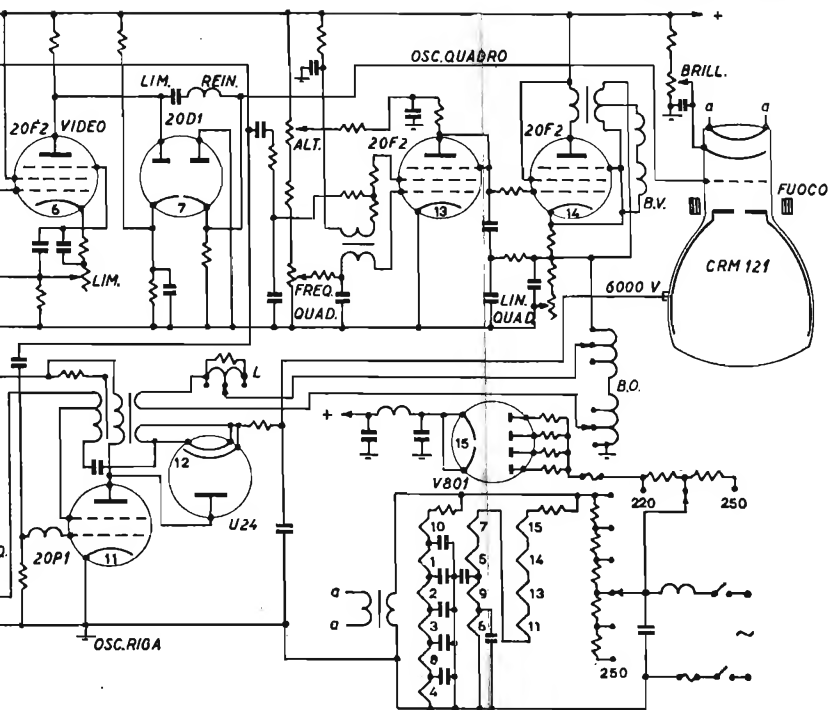 +
OSC. QUADRO
BRILL.
LIM. REIN.
a a
20F2 VIDEO
20D1
ALT.
20F2
20F2
FUOCO
6
7
13
14
B.V.
CRM 121
LIM.
FREQ.
QUAD.
LIN.
QUAD.
6000 V
L
B.O.
+
12
15
V801
U24
220
250
10
7
15
1
5
14
20P1
11
a
2
9
13
a
3
6
11
8
4
OSC. RIGA
250
~